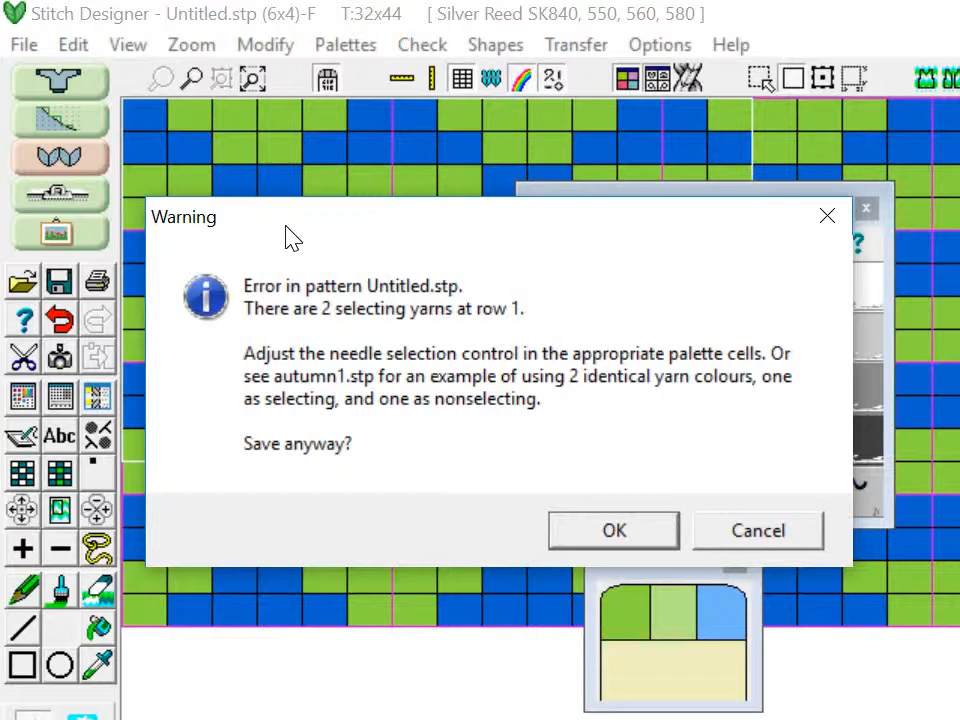 Stitch Designer - Untitled.stp (6x4)-F T:32x44 [ Silver Reed SK840, 550, 560, 580 ]
File Edit View Zoom Modify Palettes Check Shapes Transfer Options Help
Warning
Error in pattern Untitled.stp.
There are 2 selecting yarns at row 1.
Adjust the needle selection control in the appropriate palette cells. Or
see autumn1.stp for an example of using 2 identical yarn colours, one
as selecting, and one as nonselecting.
Save anyway?
OK Cancel
Abc